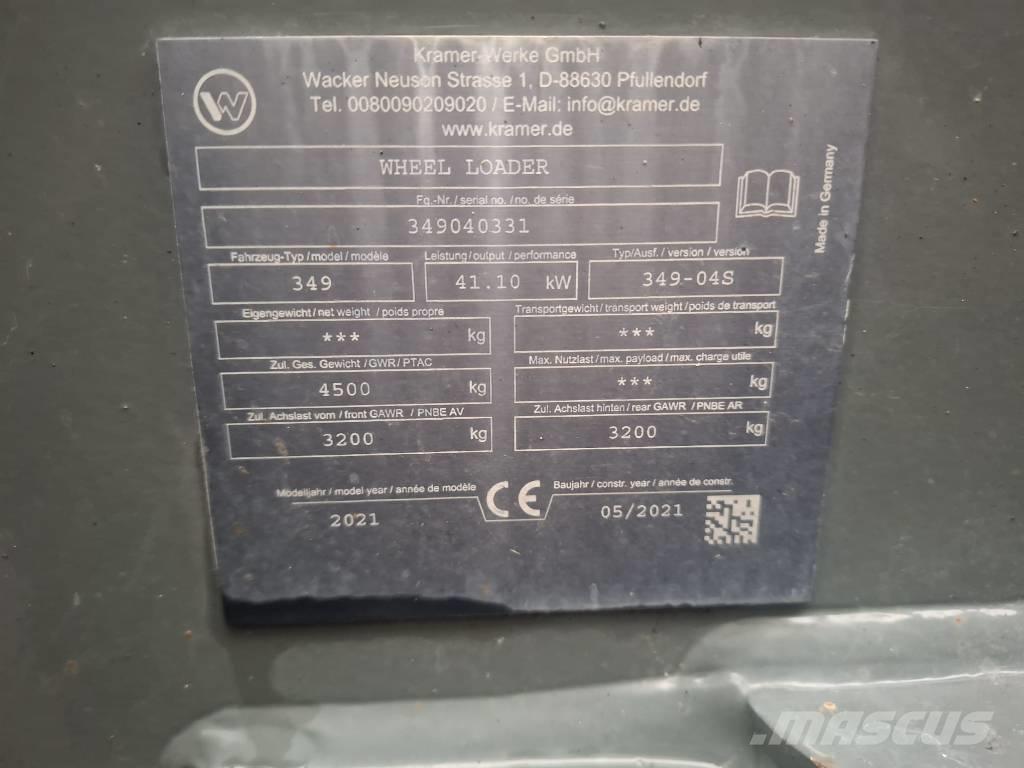 Kramer-Werke GmbH
Wacker Neuson Strasse 1, D-88630 Pfullendorf
Tel. 0080090209020 / E-Mail: info@kramer.de
www.kramer.de
W
WHEEL LOADER
Made in Germany
Fg.-Nr. / serial no. / no. de série
349040331
Fahrzeug-Typ / model / modèle Leistung / output / performance Typ/Ausf. / version / version
349 41.10 kW 349-04S
Eigengewicht / net weight / poids propre Transportgewicht / transport weight / poids de transport
*** kg *** kg
Zul. Ges. Gewicht / GWR / PTAC Max. Nutzlast / max. payload / max. charge utile
4500 kg *** kg
Zul. Achslast vorn / front GAWR / PNBE AV Zul. Achslast hinten / rear GAWR / PNBE AR
3200 kg 3200 kg
Modelljahr / model year / année de modèle CE Baujahr / constr. year / année de constr.
2021 05/2021
MASCUS